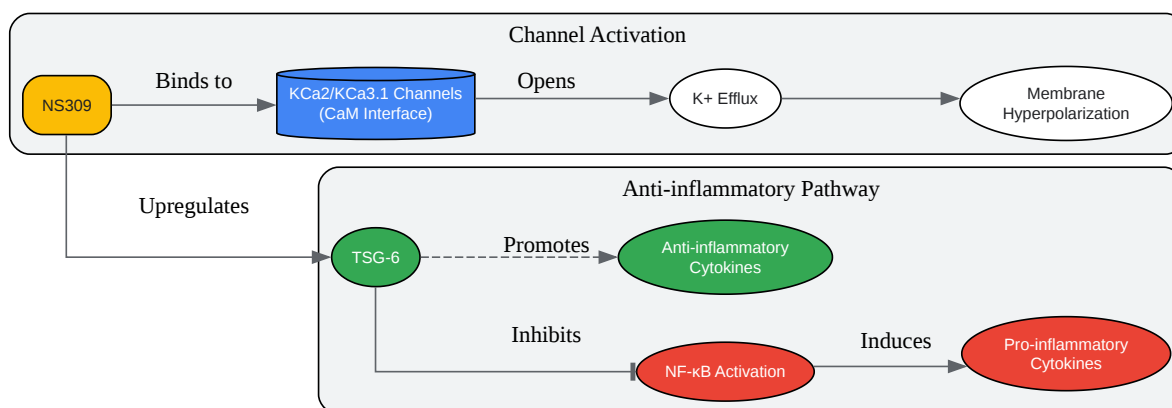 Channel Activation
NS309
Binds to
KCa2/KCa3.1 Channels
(CaM Interface)
Opens
K+ Efflux
Membrane
Hyperpolarization
Upregulates
Anti-inflammatory Pathway
TSG-6
Promotes
Anti-inflammatory
Cytokines
Inhibits
NF-κB Activation
Induces
Pro-inflammatory
Cytokines